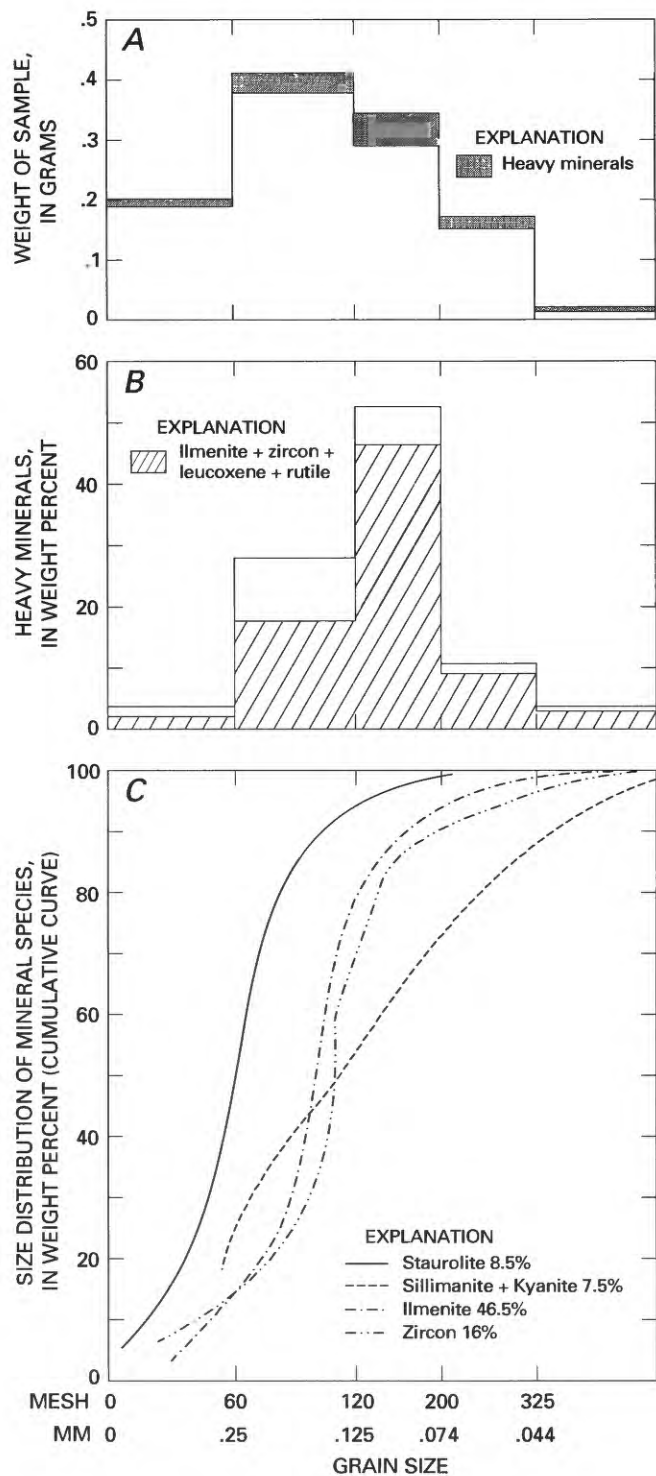 A
WEIGHT OF SAMPLE,
IN GRAMS
.5
.4
.3
.2
.1
0
EXPLANATION
Heavy minerals
B
HEAVY MINERALS,
IN WEIGHT PERCENT
60
40
20
0
EXPLANATION
Ilmenite + zircon +
leucoxene + rutile
C
SIZE DISTRIBUTION OF MINERAL SPECIES,
IN WEIGHT PERCENT (CUMULATIVE CURVE)
100
80
60
40
20
0
EXPLANATION
Staurolite 8.5%
Sillimanite + Kyanite 7.5%
Ilmenite 46.5%
Zircon 16%
MESH 0 60 120 200 325
MM 0 .25 .125 .074 .044
GRAIN SIZE